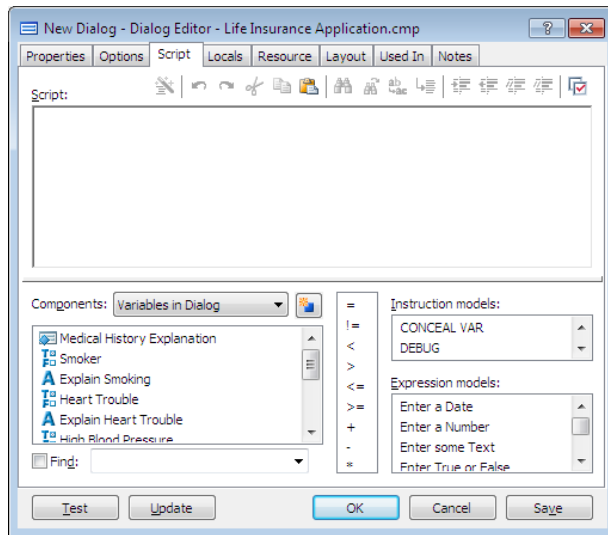 New Dialog - Dialog Editor - Life Insurance Application.cmp
Properties Options Script Locals Resource Layout Used In Notes
Script:
Components: Variables in Dialog
Medical History Explanation
Smoker
Explain Smoking
Heart Trouble
Explain Heart Trouble
High Blood Pressure
Find:
=
!=
<
>
<=
>=
+
-
*
Instruction models:
CONCEAL VAR
DEBUG
Expression models:
Enter a Date
Enter a Number
Enter some Text
Enter True or False
Test Update OK Cancel Save